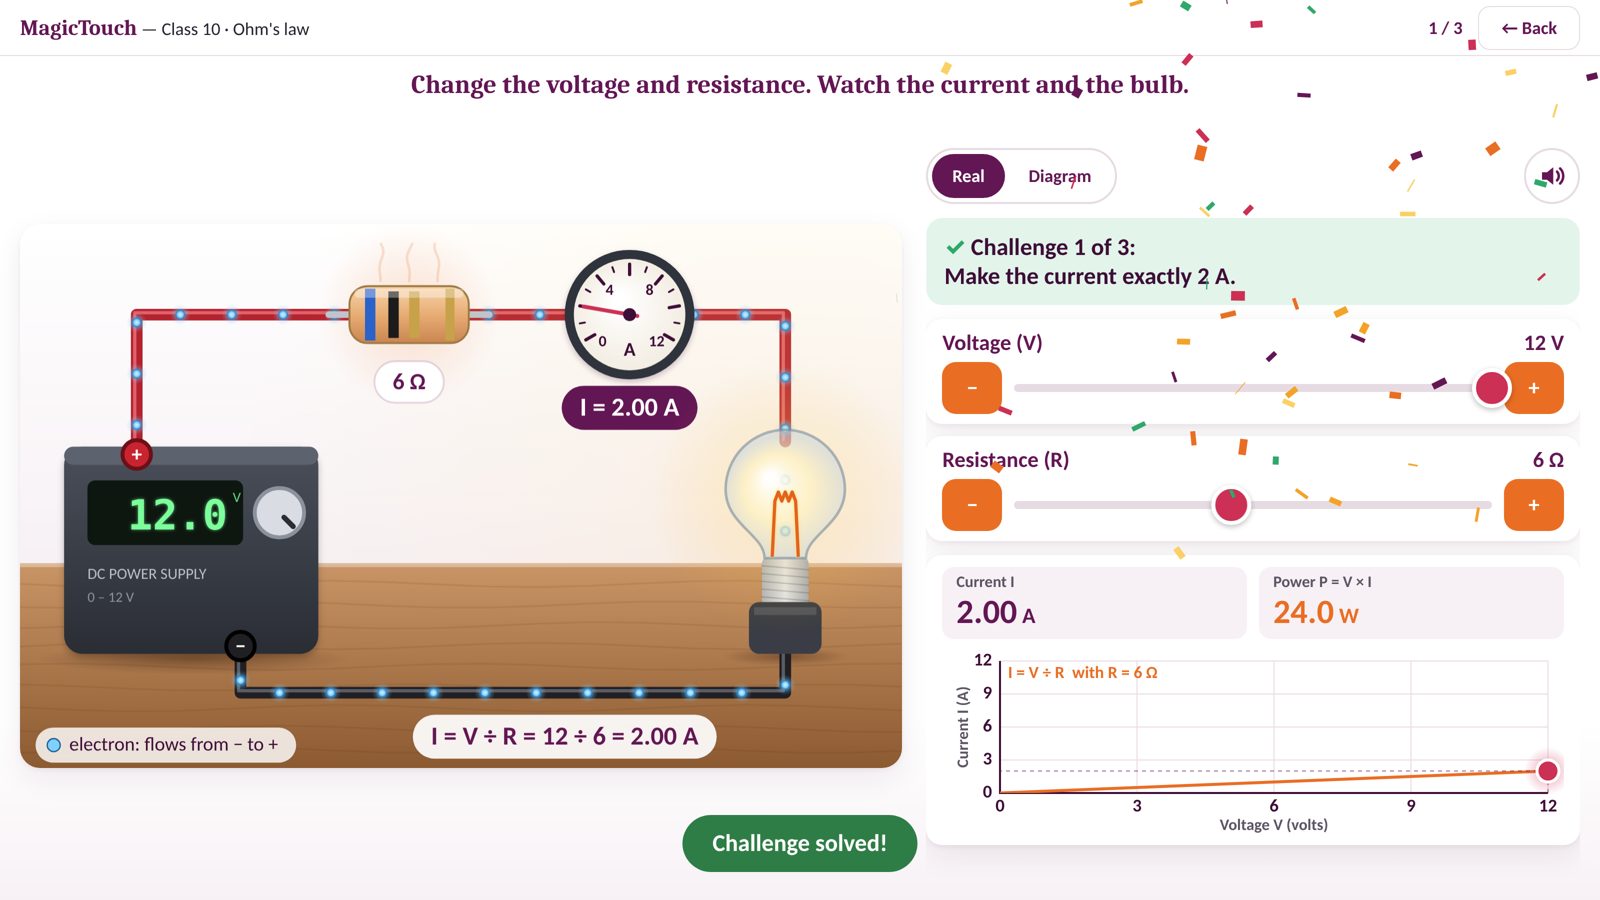 MagicTouch — Class 10 · Ohm's law
1 / 3
← Back
Change the voltage and resistance. Watch the current and the bulb.
Real
Diagram
✓ Challenge 1 of 3:
Make the current exactly 2 A.
Voltage (V)
12 V
−
+
Resistance (R)
6 Ω
−
+
Current I
2.00 A
Power P = V × I
24.0 W
I = V ÷ R with R = 6 Ω
Current I (A)
12
9
6
3
0
0
3
6
9
12
Voltage V (volts)
6 Ω
0
4
8
12
A
I = 2.00 A
+
12.0 V
DC POWER SUPPLY
0 – 12 V
−
I = V ÷ R = 12 ÷ 6 = 2.00 A
electron: flows from − to +
Challenge solved!